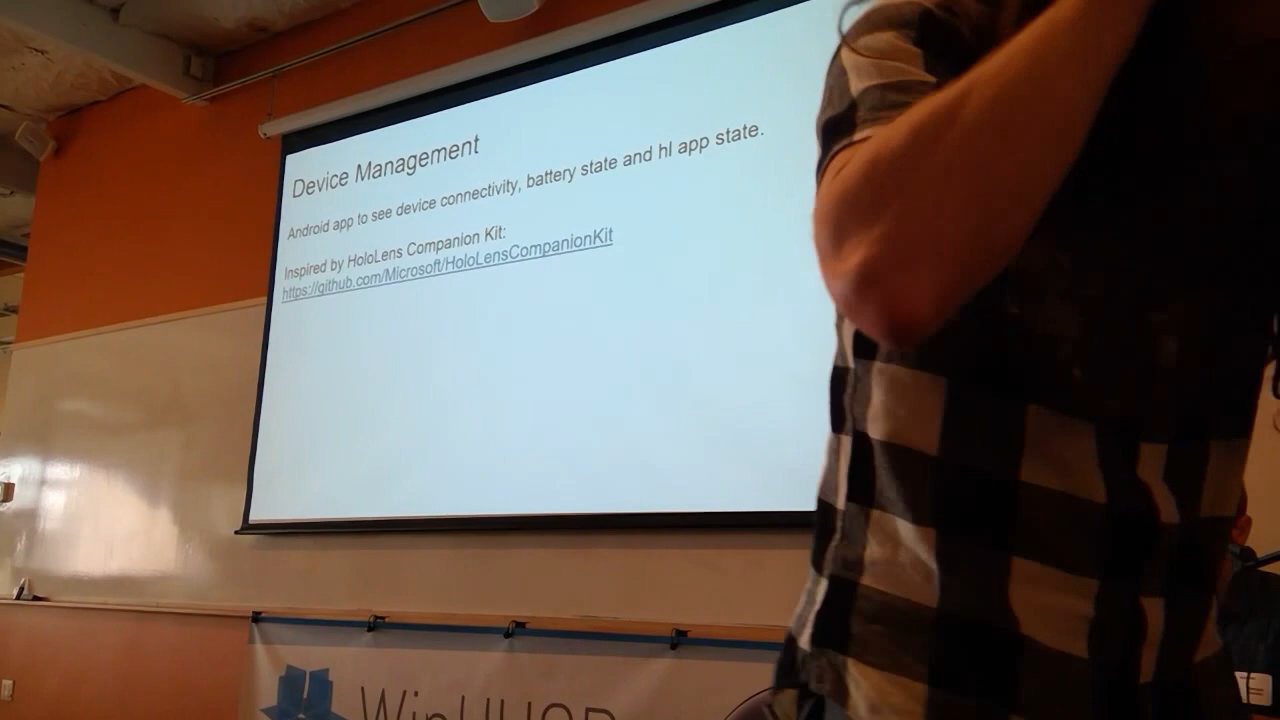 Device Management
Android app to see device connectivity, battery state and hl app state.
Inspired by HoloLens Companion Kit:
https://github.com/Microsoft/HoloLensCompanionKit